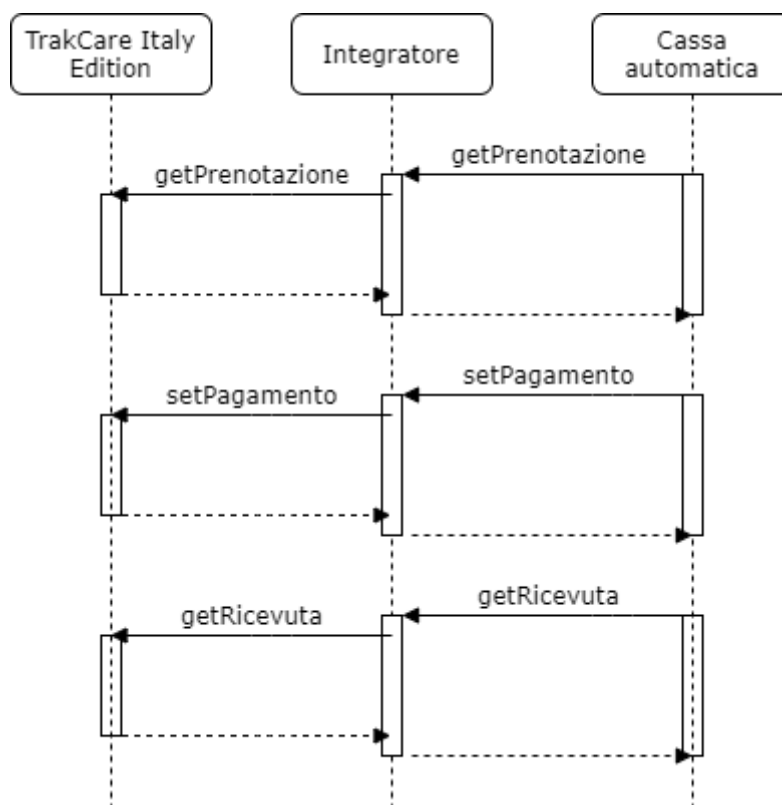 TrakCare Italy
Edition
Integratore
Cassa
automatica
getPrenotazione
getPrenotazione
setPagamento
setPagamento
getRicevuta
getRicevuta